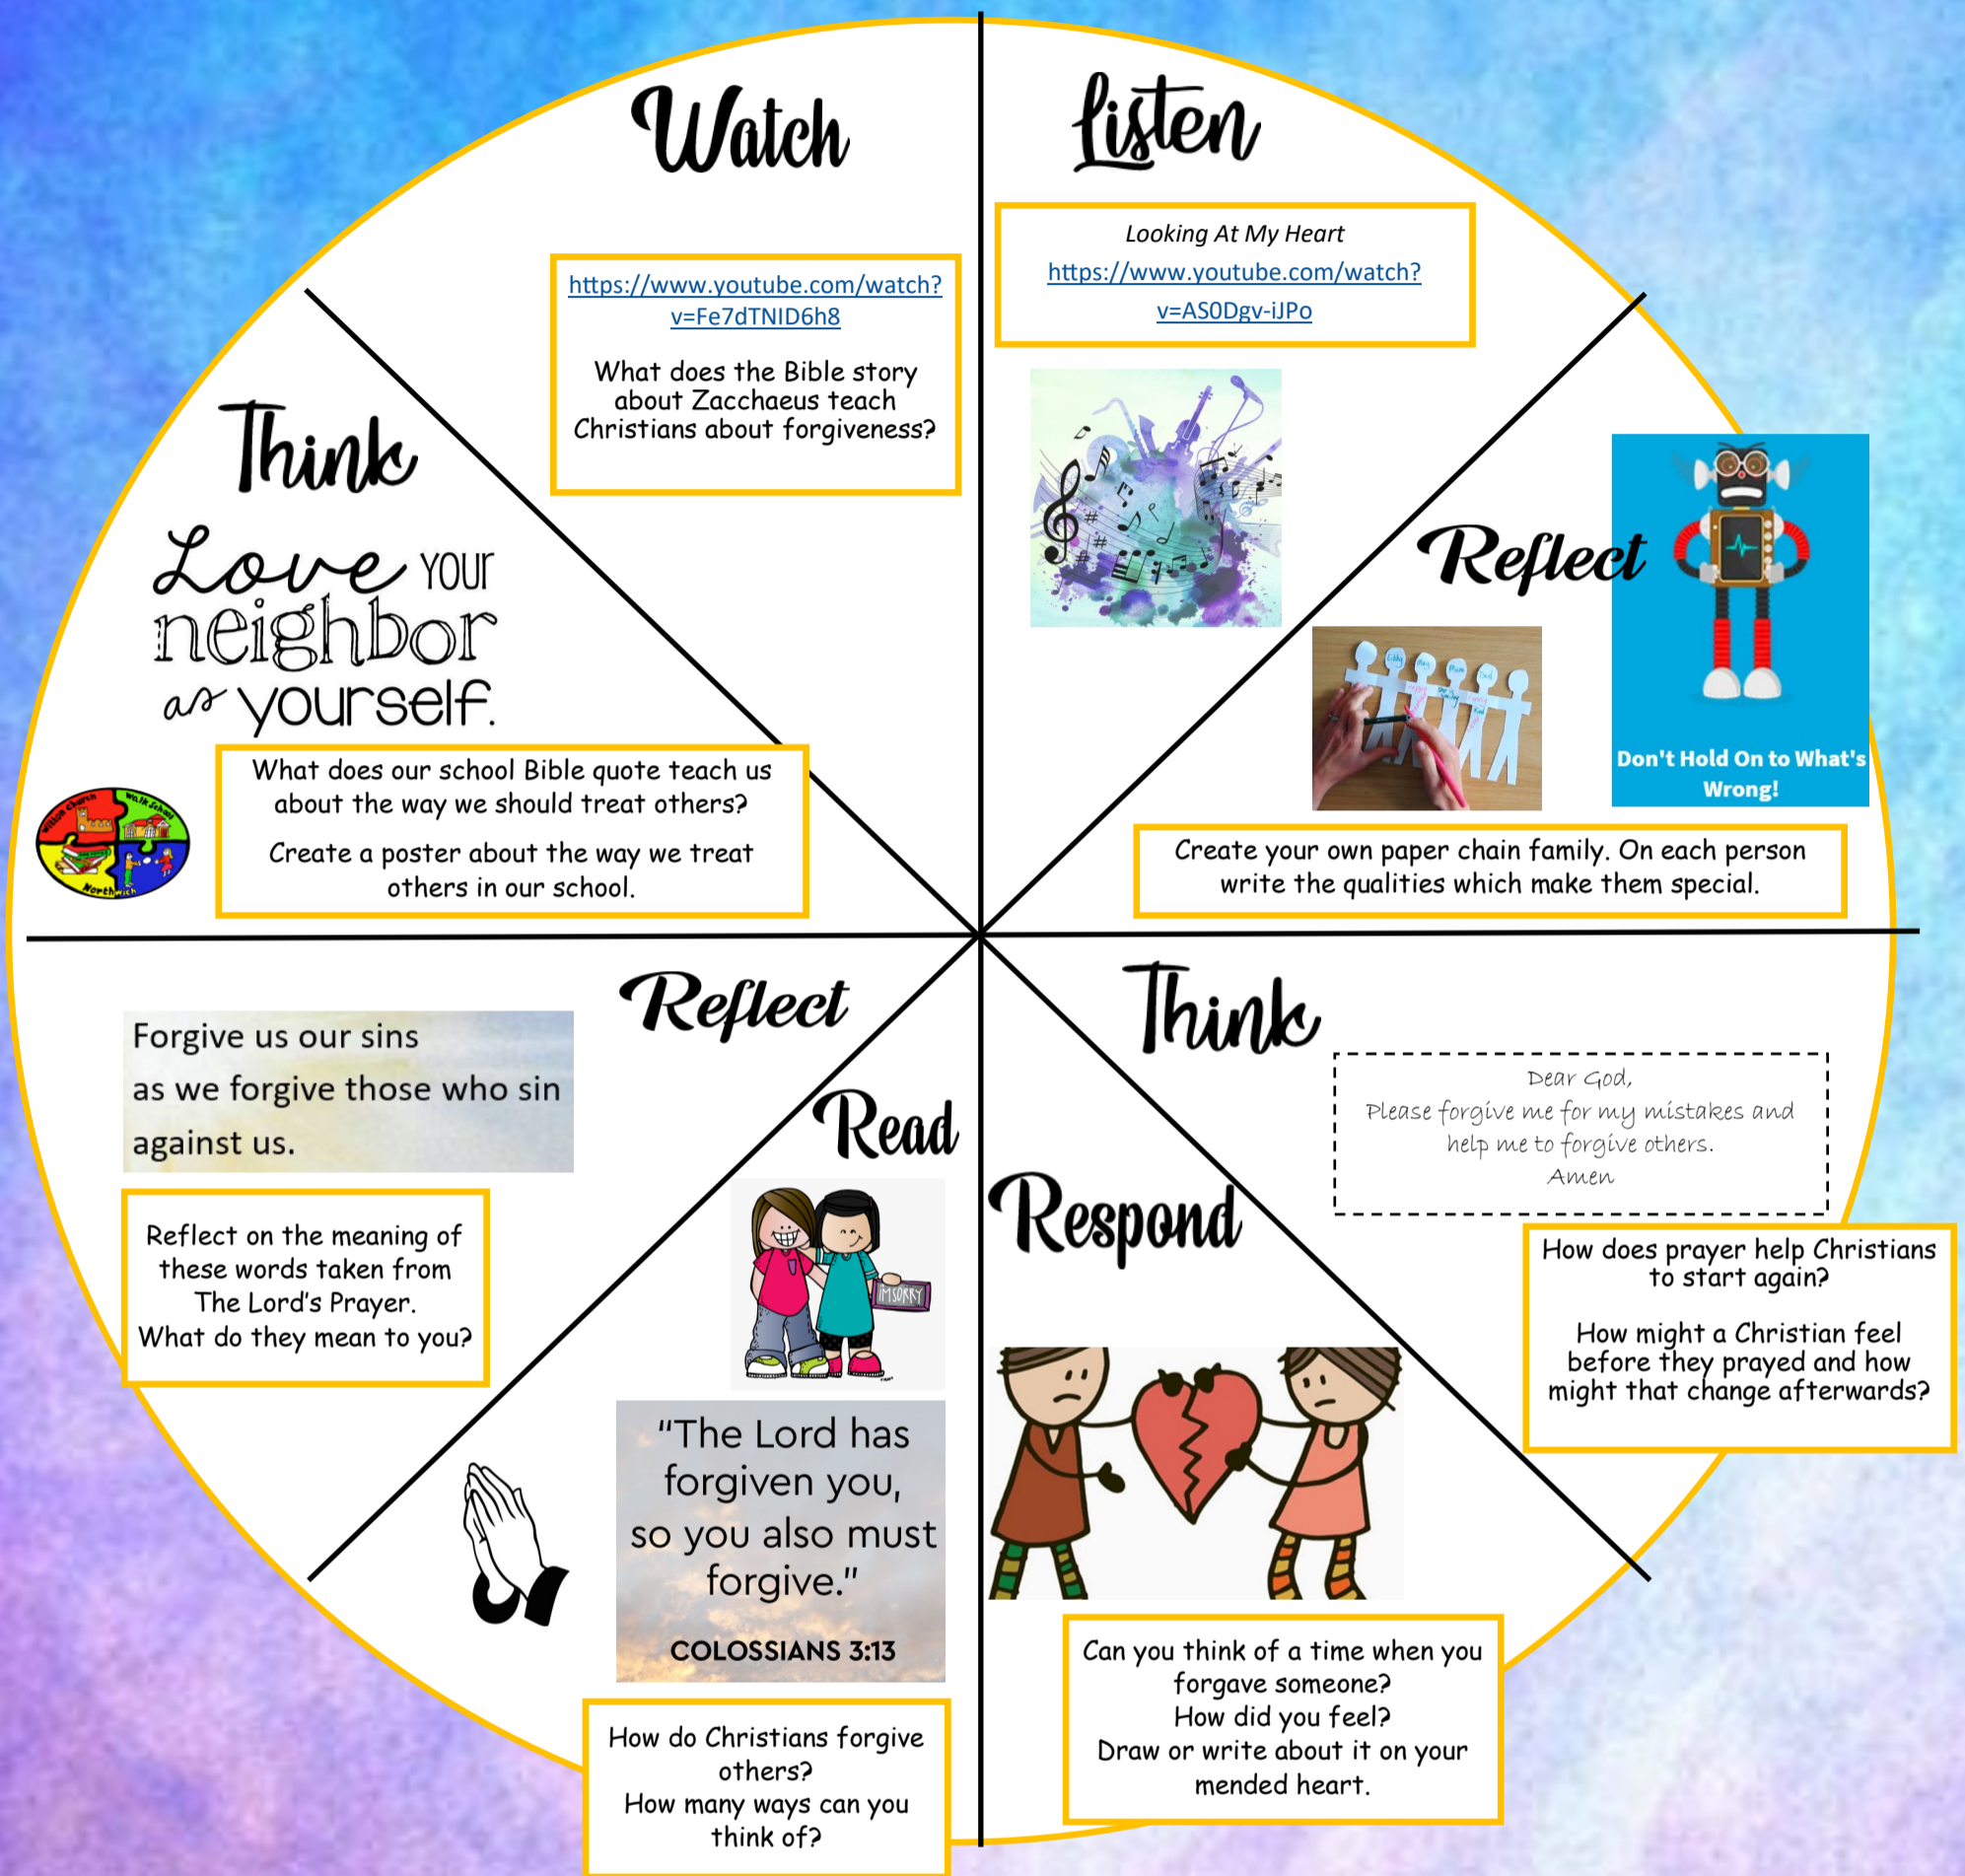 Watch
https://www.youtube.com/watch?
v=Fe7dTNID6h8
What does the Bible story
about Zacchaeus teach
Christians about forgiveness?
Listen
Looking At My Heart
https://www.youtube.com/watch?
v=AS0Dgv-iJPo
Reflect
Don't Hold On to What's
Wrong!
Create your own paper chain family. On each person
write the qualities which make them special.
Think
Dear God,
Please forgive me for my mistakes and
help me to forgive others.
Amen
How does prayer help Christians
to start again?
How might a Christian feel
before they prayed and how
might that change afterwards?
Respond
Can you think of a time when you
forgave someone?
How did you feel?
Draw or write about it on your
mended heart.
Read
I'M SORRY
"The Lord has
forgiven you,
so you also must
forgive."
COLOSSIANS 3:13
How do Christians forgive
others?
How many ways can you
think of?
Reflect
Forgive us our sins
as we forgive those who sin
against us.
Reflect on the meaning of
these words taken from
The Lord's Prayer.
What do they mean to you?
Think
Love your
neighbor
as yourself.
Witton Church
Walk School
Northwich
What does our school Bible quote teach us
about the way we should treat others?
Create a poster about the way we treat
others in our school.